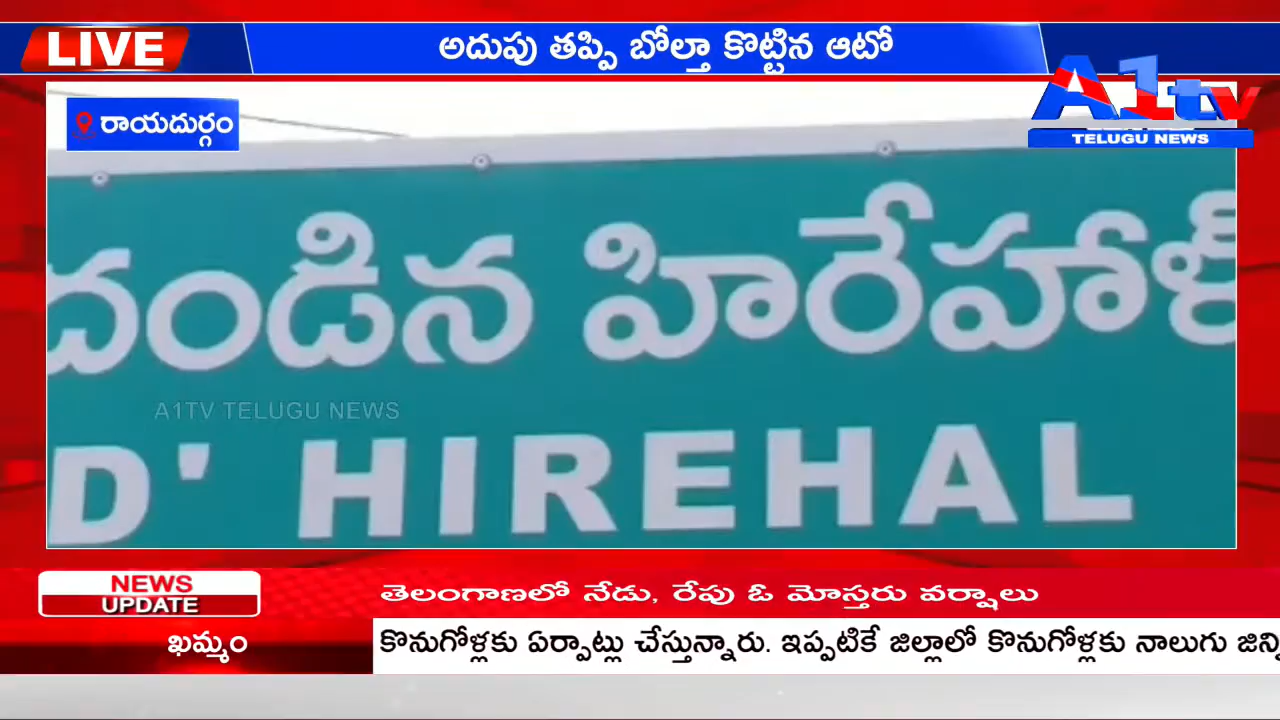 LIVE
అదుపు తప్పి బోల్తా కొట్టిన ఆటో
A1tv
TELUGU NEWS
రాయదుర్గం
దండిన హిరేహాళ్
A1TV TELUGU NEWS
D' HIREHAL
NEWS
UPDATE
తెలంగాణలో నేడు, రేపు ఓ మోస్తరు వర్షాలు
ఖమ్మం
కొనుగోళ్లకు ఏర్పాట్లు చేస్తున్నారు. ఇప్పటికే జిల్లాలో కొనుగోళ్లకు నాలుగు